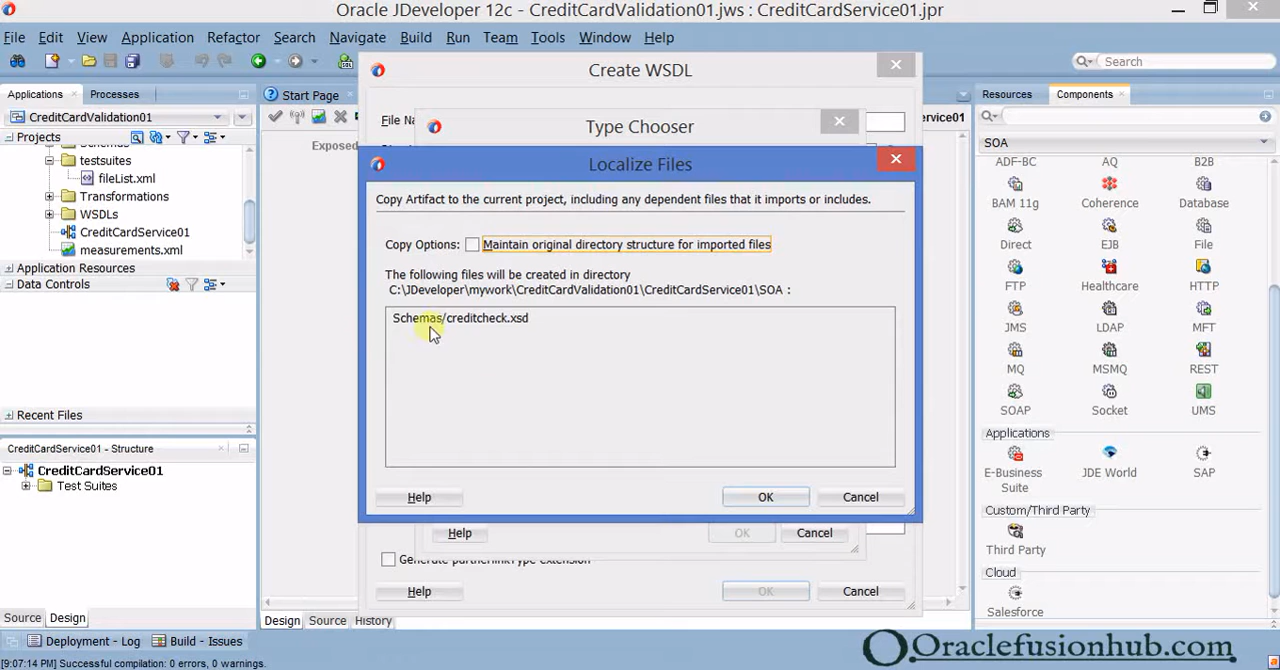 Oracle JDeveloper 12c - CreditCardValidation01.jws : CreditCardService01.jpr
File Edit View Application Refactor Search Navigate Build Run Team Tools Window Help
Search
Applications
Processes
CreditCardValidation01
Projects
testsuites
fileList.xml
Transformations
WSDLs
CreditCardService01
measurements.xml
Application Resources
Data Controls
Recent Files
CreditCardService01 - Structure
CreditCardService01
Test Suites
Source Design
Start Page
Exposed
Create WSDL
Type Chooser
Localize Files
Copy Artifact to the current project, including any dependent files that it imports or includes.
Copy Options:
Maintain original directory structure for imported files
The following files will be created in directory
C:\JDeveloper\mywork\CreditCardValidation01\CreditCardService01\SOA :
Schemas/creditcheck.xsd
Help OK Cancel
Help OK Cancel
Help OK Cancel
Design Source History
Resources
Components
SOA
ADF-BC AQ B2B
BAM 11g Coherence Database
Direct EJB File
FTP Healthcare HTTP
JMS LDAP MFT
MQ MSMQ REST
SOAP Socket UMS
Applications
E-Business Suite JDE World SAP
Custom/Third Party
Third Party
Cloud
Salesforce
Deployment - Log Build - Issues
9:07:14 PM) Successful compilation: 0 errors, 0 warnings.
Oraclefusionhub.com